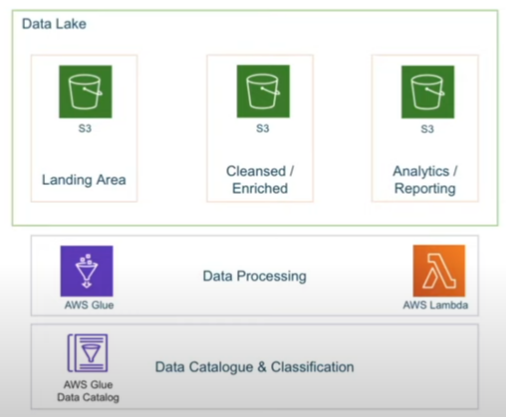 Data Lake
S3
S3
S3
Landing Area
Cleansed /
Enriched
Analytics /
Reporting
AWS Glue
Data Processing
AWS Lambda
AWS Glue
Data Catalog
Data Catalogue & Classification